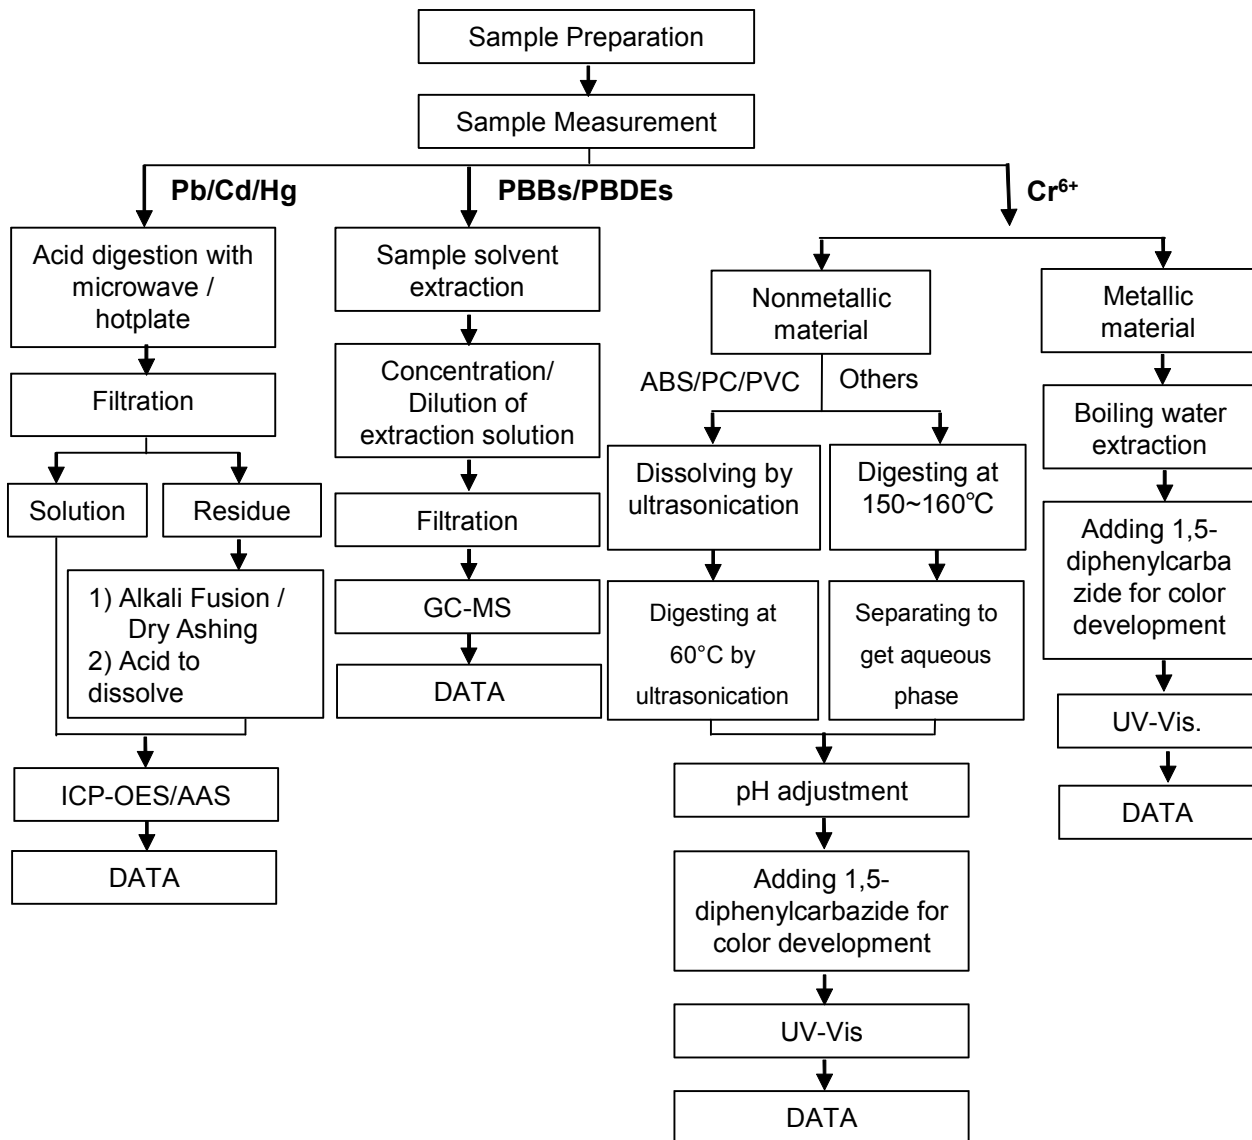 Sample Preparation
Sample Measurement
Pb/Cd/Hg
PBBs/PBDEs
Cr⁶⁺
Acid digestion with
microwave /
hotplate
Filtration
Solution
Residue
1) Alkali Fusion /
Dry Ashing
2) Acid to
dissolve
ICP-OES/AAS
DATA
Sample solvent
extraction
Concentration/
Dilution of
extraction solution
Filtration
GC-MS
DATA
Nonmetallic
material
ABS/PC/PVC
Others
Dissolving by
ultrasonication
Digesting at
60°C by
ultrasonication
Digesting at
150~160℃
Separating to
get aqueous
phase
pH adjustment
Adding 1,5-
diphenylcarbazide for
color development
UV-Vis
DATA
Metallic
material
Boiling water
extraction
Adding 1,5-
diphenylcarba
zide for color
development
UV-Vis.
DATA